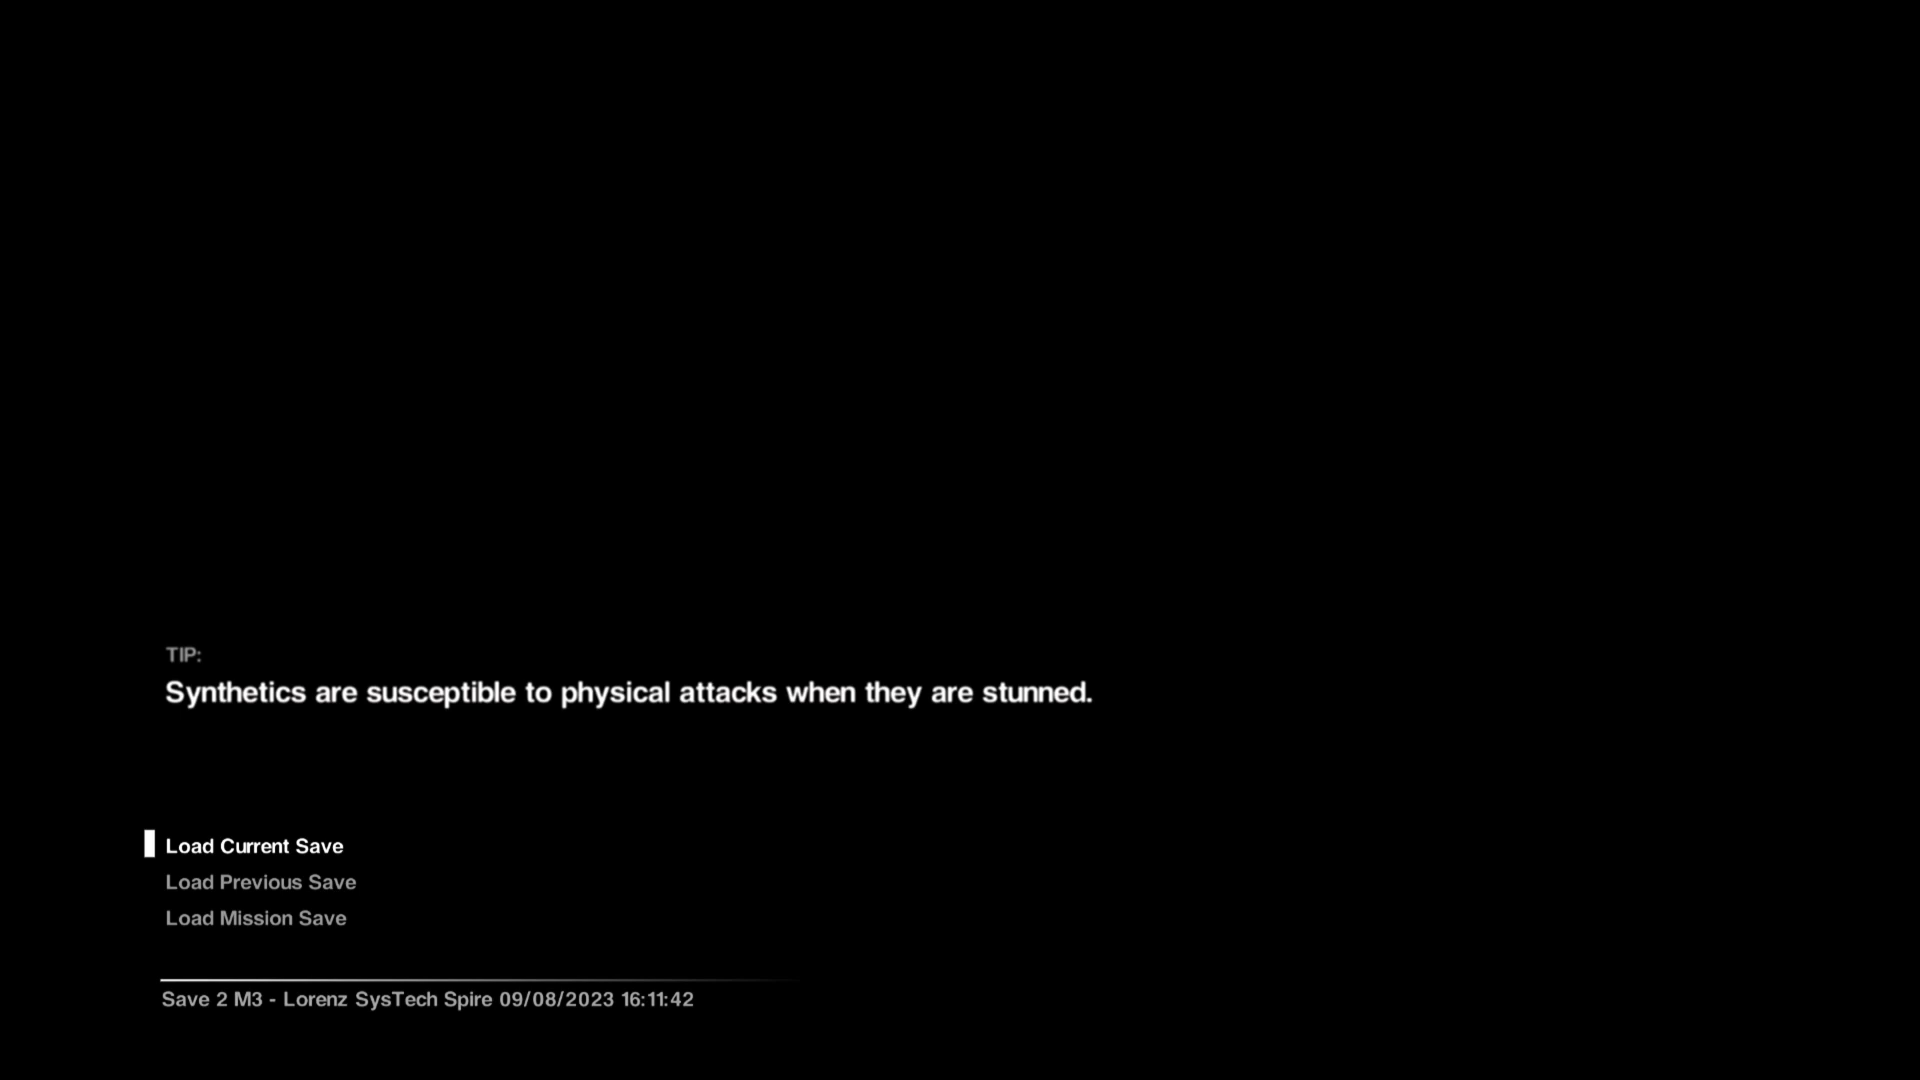 TIP:
Synthetics are susceptible to physical attacks when they are stunned.
Load Current Save
Load Previous Save
Load Mission Save
Save 2 M3 - Lorenz SysTech Spire 09/08/2023 16:11:42